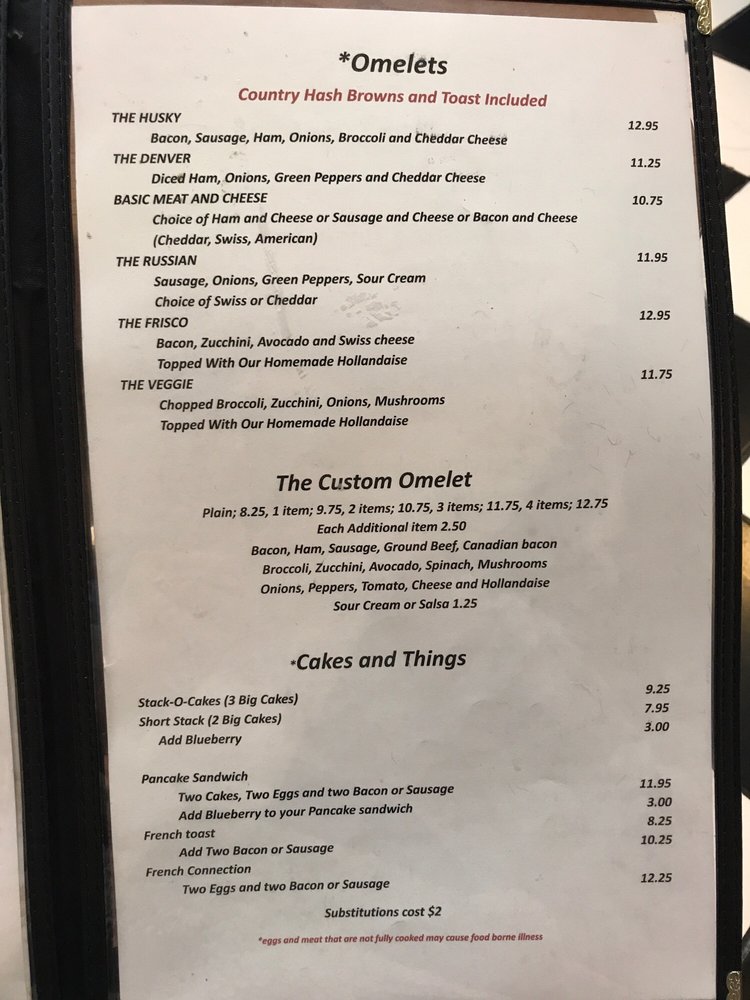 *Omelets
Country Hash Browns and Toast Included
THE HUSKY 12.95
Bacon, Sausage, Ham, Onions, Broccoli and Cheddar Cheese
THE DENVER 11.25
Diced Ham, Onions, Green Peppers and Cheddar Cheese
BASIC MEAT AND CHEESE 10.75
Choice of Ham and Cheese or Sausage and Cheese or Bacon and Cheese
(Cheddar, Swiss, American)
THE RUSSIAN 11.95
Sausage, Onions, Green Peppers, Sour Cream
Choice of Swiss or Cheddar
THE FRISCO 12.95
Bacon, Zucchini, Avocado and Swiss cheese
Topped With Our Homemade Hollandaise
THE VEGGIE 11.75
Chopped Broccoli, Zucchini, Onions, Mushrooms
Topped With Our Homemade Hollandaise
The Custom Omelet
Plain; 8.25, 1 item; 9.75, 2 items; 10.75, 3 items; 11.75, 4 items; 12.75
Each Additional item 2.50
Bacon, Ham, Sausage, Ground Beef, Canadian bacon
Broccoli, Zucchini, Avocado, Spinach, Mushrooms
Onions, Peppers, Tomato, Cheese and Hollandaise
Sour Cream or Salsa 1.25
*Cakes and Things
Stack-O-Cakes (3 Big Cakes) 9.25
Short Stack (2 Big Cakes) 7.95
Add Blueberry 3.00
Pancake Sandwich
Two Cakes, Two Eggs and two Bacon or Sausage 11.95
Add Blueberry to your Pancake sandwich 3.00
French toast 8.25
Add Two Bacon or Sausage 10.25
French Connection
Two Eggs and two Bacon or Sausage 12.25
Substitutions cost $2
*eggs and meat that are not fully cooked may cause food borne illness